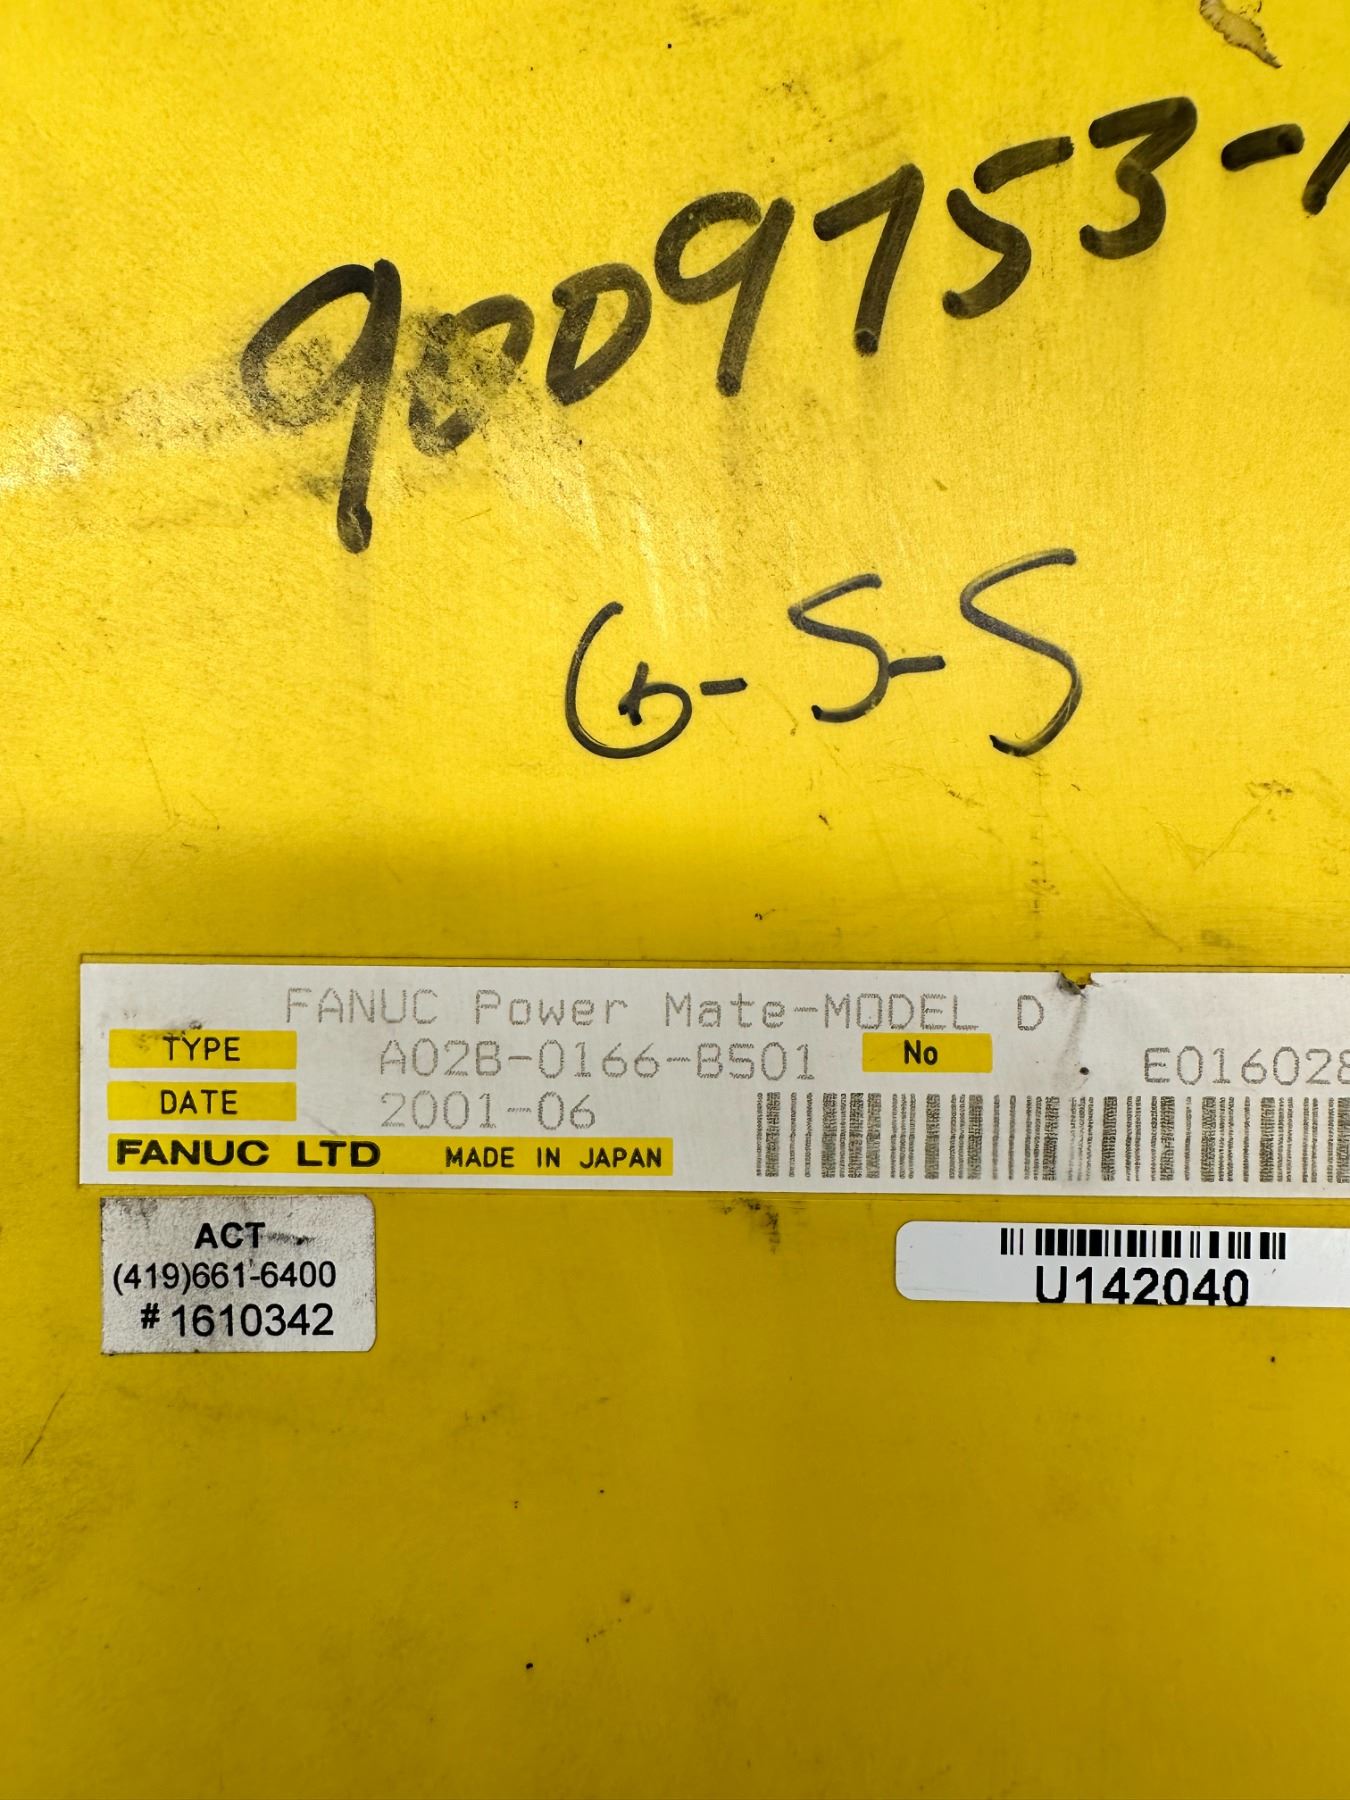 9009753-1
G-5-5
FANUC Power Mate-MODEL D
TYPE A02B-0166-B501 No E016028
DATE 2001-06
FANUC LTD MADE IN JAPAN
ACT
(419)661-6400
# 1610342
U142040